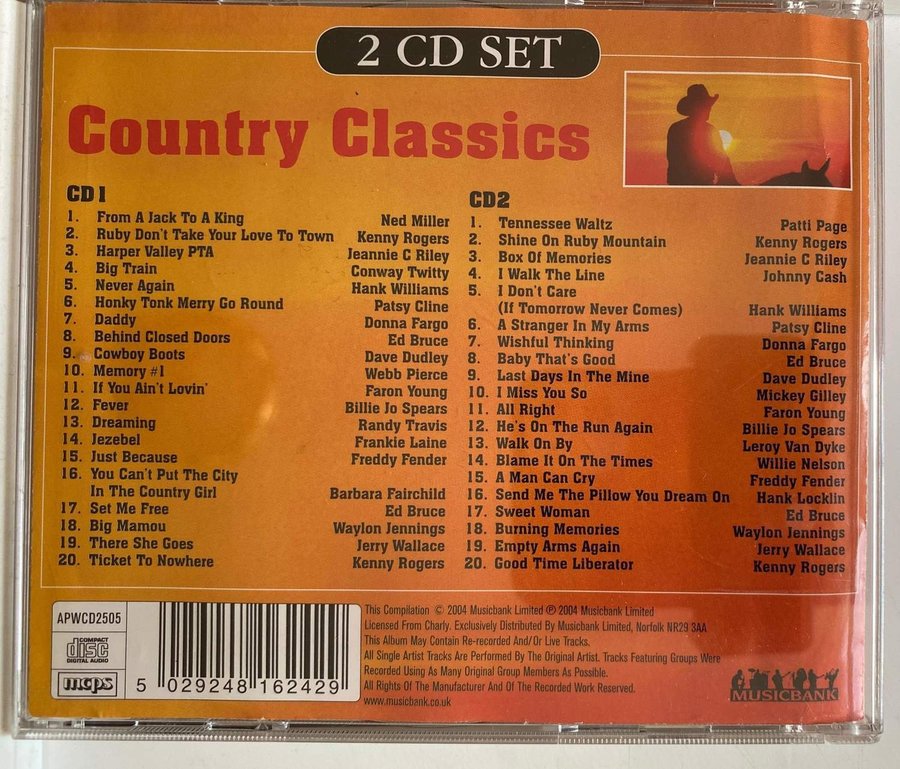 2 CD SET
Country Classics
CD 1
1. From A Jack To A King Ned Miller
2. Ruby Don't Take Your Love To Town Kenny Rogers
3. Harper Valley PTA Jeannie C Riley
4. Big Train Conway Twitty
5. Never Again Hank Williams
6. Honky Tonk Merry Go Round Patsy Cline
7. Daddy Donna Fargo
8. Behind Closed Doors Ed Bruce
9. Cowboy Boots Dave Dudley
10. Memory #1 Webb Pierce
11. If You Ain't Lovin' Faron Young
12. Fever Billie Jo Spears
13. Dreaming Randy Travis
14. Jezebel Frankie Laine
15. Just Because Freddy Fender
16. You Can't Put The City
In The Country Girl Barbara Fairchild
17. Set Me Free Ed Bruce
18. Big Mamou Waylon Jennings
19. There She Goes Jerry Wallace
20. Ticket To Nowhere Kenny Rogers
CD2
1. Tennessee Waltz Patti Page
2. Shine On Ruby Mountain Kenny Rogers
3. Box Of Memories Jeannie C Riley
4. I Walk The Line Johnny Cash
5. I Don't Care
(If Tomorrow Never Comes) Hank Williams
6. A Stranger In My Arms Patsy Cline
7. Wishful Thinking Donna Fargo
8. Baby That's Good Ed Bruce
9. Last Days In The Mine Dave Dudley
10. I Miss You So Mickey Gilley
11. All Right Faron Young
12. He's On The Run Again Billie Jo Spears
13. Walk On By Leroy Van Dyke
14. Blame It On The Times Willie Nelson
15. A Man Can Cry Freddy Fender
16. Send Me The Pillow You Dream On Hank Locklin
17. Sweet Woman Ed Bruce
18. Burning Memories Waylon Jennings
19. Empty Arms Again Jerry Wallace
20. Good Time Liberator Kenny Rogers
APWCD2505
COMPACT
disc
DIGITAL AUDIO
mcps
5 029248 162429
This Compilation © 2004 Musicbank Limited ℗ 2004 Musicbank Limited
Licensed From Charly. Exclusively Distributed By Musicbank Limited, Norfolk NR29 3AA
This Album May Contain Re-recorded And/Or Live Tracks.
All Single Artist Tracks Are Performed By The Original Artist. Tracks Featuring Groups Were
Recorded Using As Many Original Group Members As Possible.
All Rights Of The Manufacturer And Of The Recorded Work Reserved.
www.musicbank.co.uk
MUSICBANK